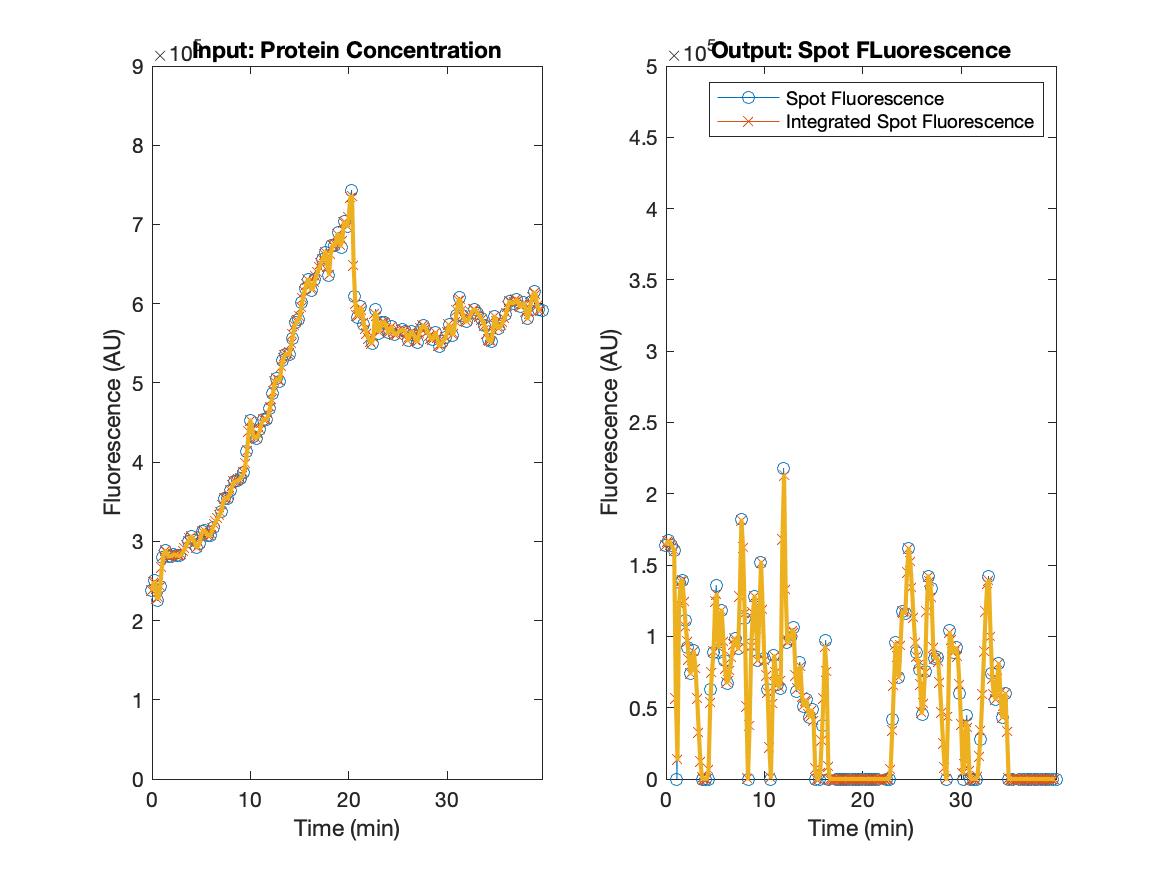 ×10⁵
Input: Protein Concentration
9
8
7
6
5
4
3
2
1
0
Fluorescence (AU)
0 10 20 30
Time (min)
×10⁵
Output: Spot FLuorescence
5
4.5
4
3.5
3
2.5
2
1.5
1
0.5
0
Fluorescence (AU)
Spot Fluorescence
Integrated Spot Fluorescence
0 10 20 30
Time (min)